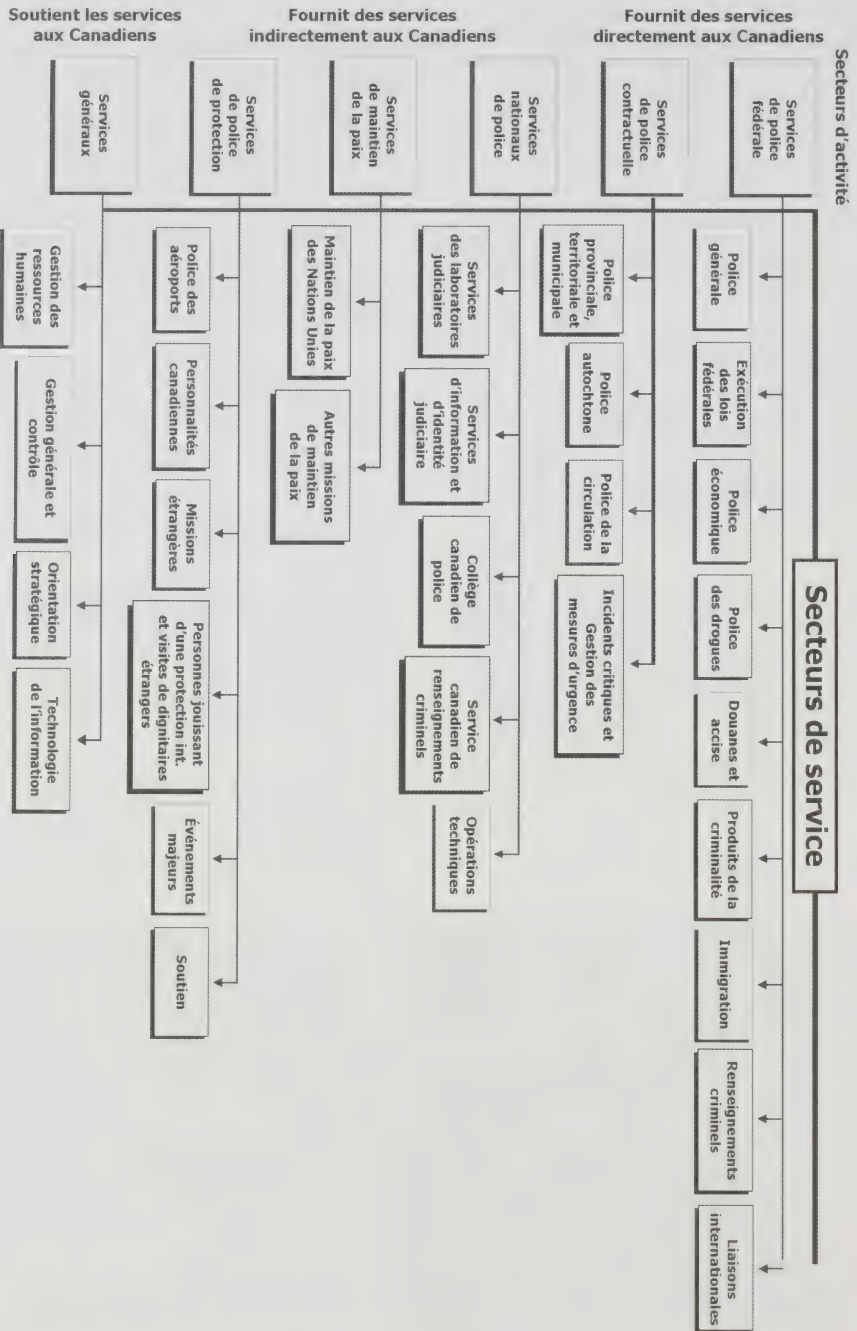 Secteurs de service
Secteurs d'activité
Fournit des services
directement aux Canadiens
Services
de police
fédérale
Police
générale
Exécution
des lois
fédérales
Police
économique
Police
des drogues
Douanes et
accise
Produits de la
criminalité
Immigration
Renseignements
criminels
Liaisons
internationales
Services
de police
contractuelle
Police
provinciale,
territoriale et
municipale
Police
autochtone
Police de la
circulation
Incidents critiques et
Gestion des
mesures d'urgence
Fournit des services
indirectement aux Canadiens
Services
nationaux
de police
Services
des laboratoires
judiciaires
Services
d'information et
d'identité
judiciaire
Collège
canadien de
police
Service
canadien de
renseignements
criminels
Opérations
techniques
Services
de maintien
de la paix
Maintien de la paix
des Nations Unies
Autres missions
de maintien
de la paix
Soutient les services
aux Canadiens
Services
de police
de protection
Police des
aéroports
Personnalités
canadiennes
Missions
étrangères
Personnes jouissant
d'une protection int.
et visites de dignitaires
étrangers
Événements
majeurs
Soutien
Services
généraux
Gestion des
ressources
humaines
Gestion générale et
contrôle
Orientation
stratégique
Technologie
de l'information